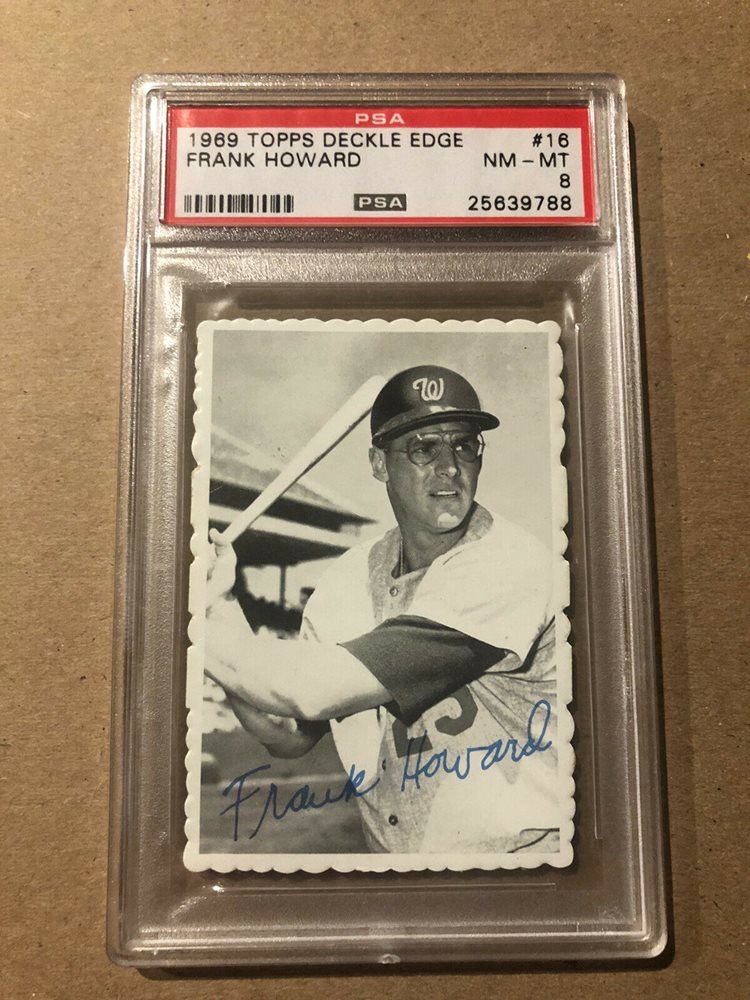 PSA
1969 TOPPS DECKLE EDGE #16
FRANK HOWARD NM - MT
8
PSA 25639788
W
Frank Howard